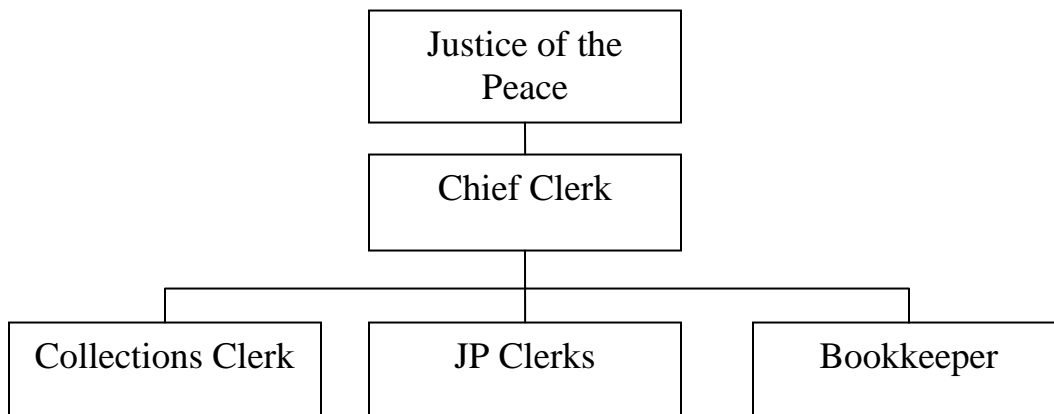 Justice of the
Peace
Chief Clerk
Collections Clerk
JP Clerks
Bookkeeper